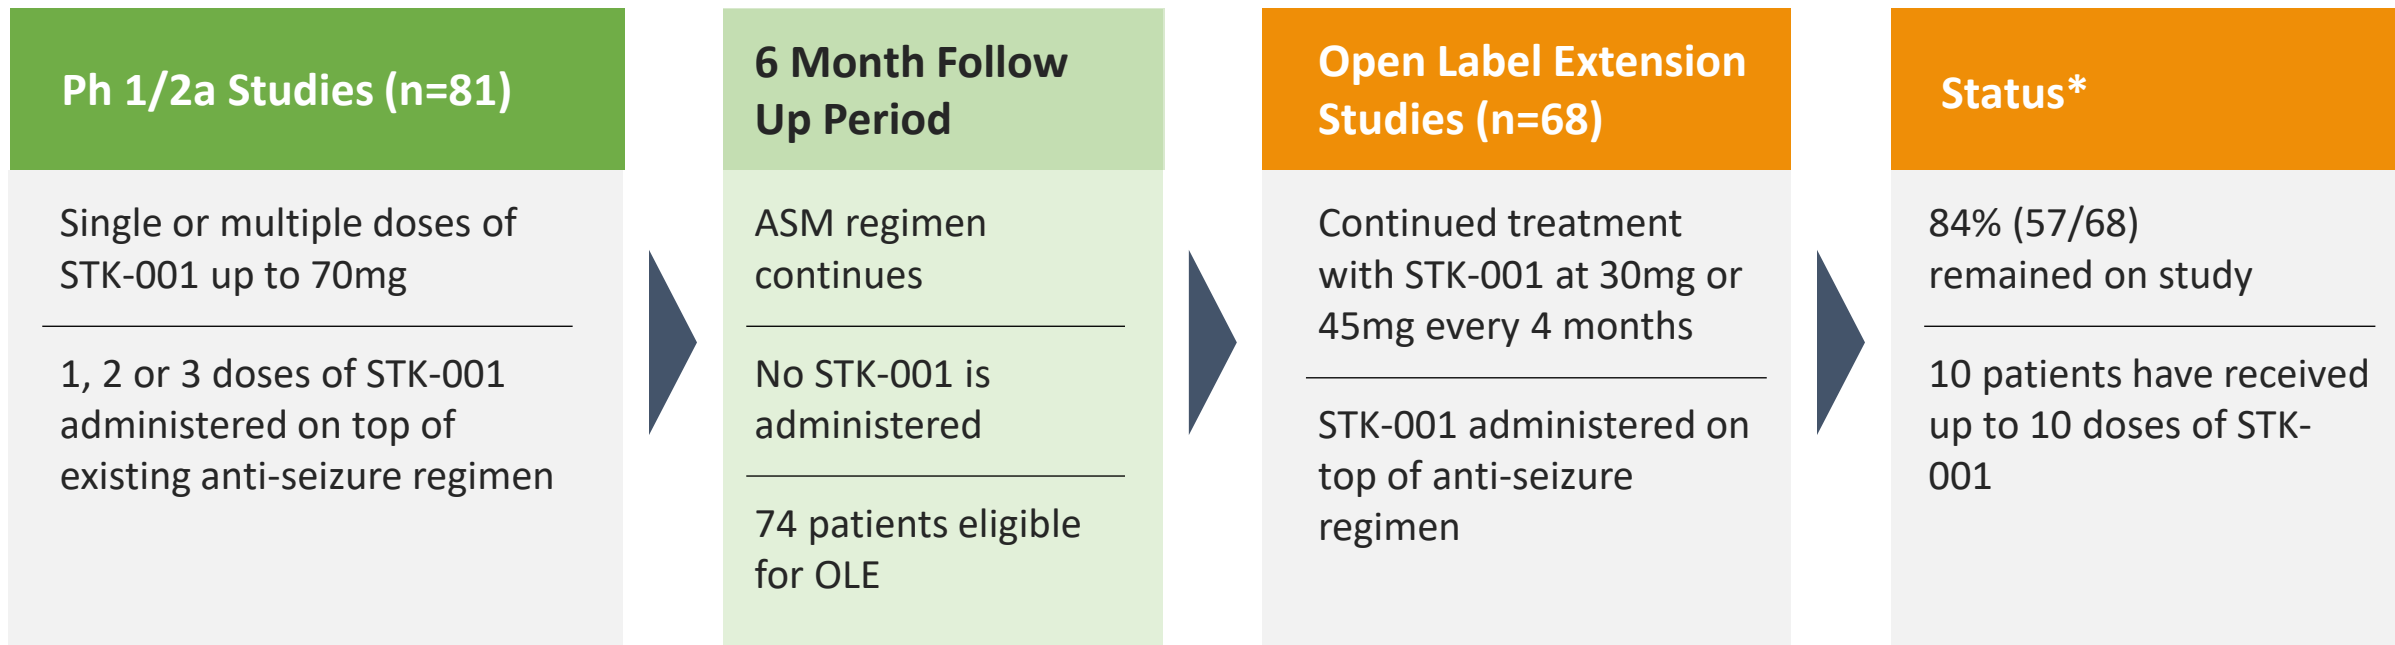 Ph 1/2a Studies (n=81)
Single or multiple doses of
STK-001 up to 70mg
1, 2 or 3 doses of STK-001
administered on top of
existing anti-seizure regimen
6 Month Follow
Up Period
ASM regimen
continues
No STK-001 is
administered
74 patients eligible
for OLE
Open Label Extension
Studies (n=68)
Continued treatment
with STK-001 at 30mg or
45mg every 4 months
STK-001 administered on
top of anti-seizure
regimen
Status*
84% (57/68)
remained on study
10 patients have received
up to 10 doses of STK-
001